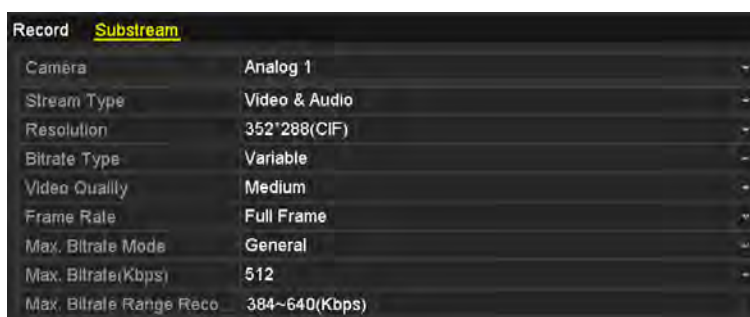 Record Substream
Camera Analog 1
Stream Type Video & Audio
Resolution 352*288(CIF)
Bitrate Type Variable
Video Quality Medium
Frame Rate Full Frame
Max. Bitrate Mode General
Max. Bitrate(Kbps) 512
Max. Bitrate Range Reco 384~640(Kbps)